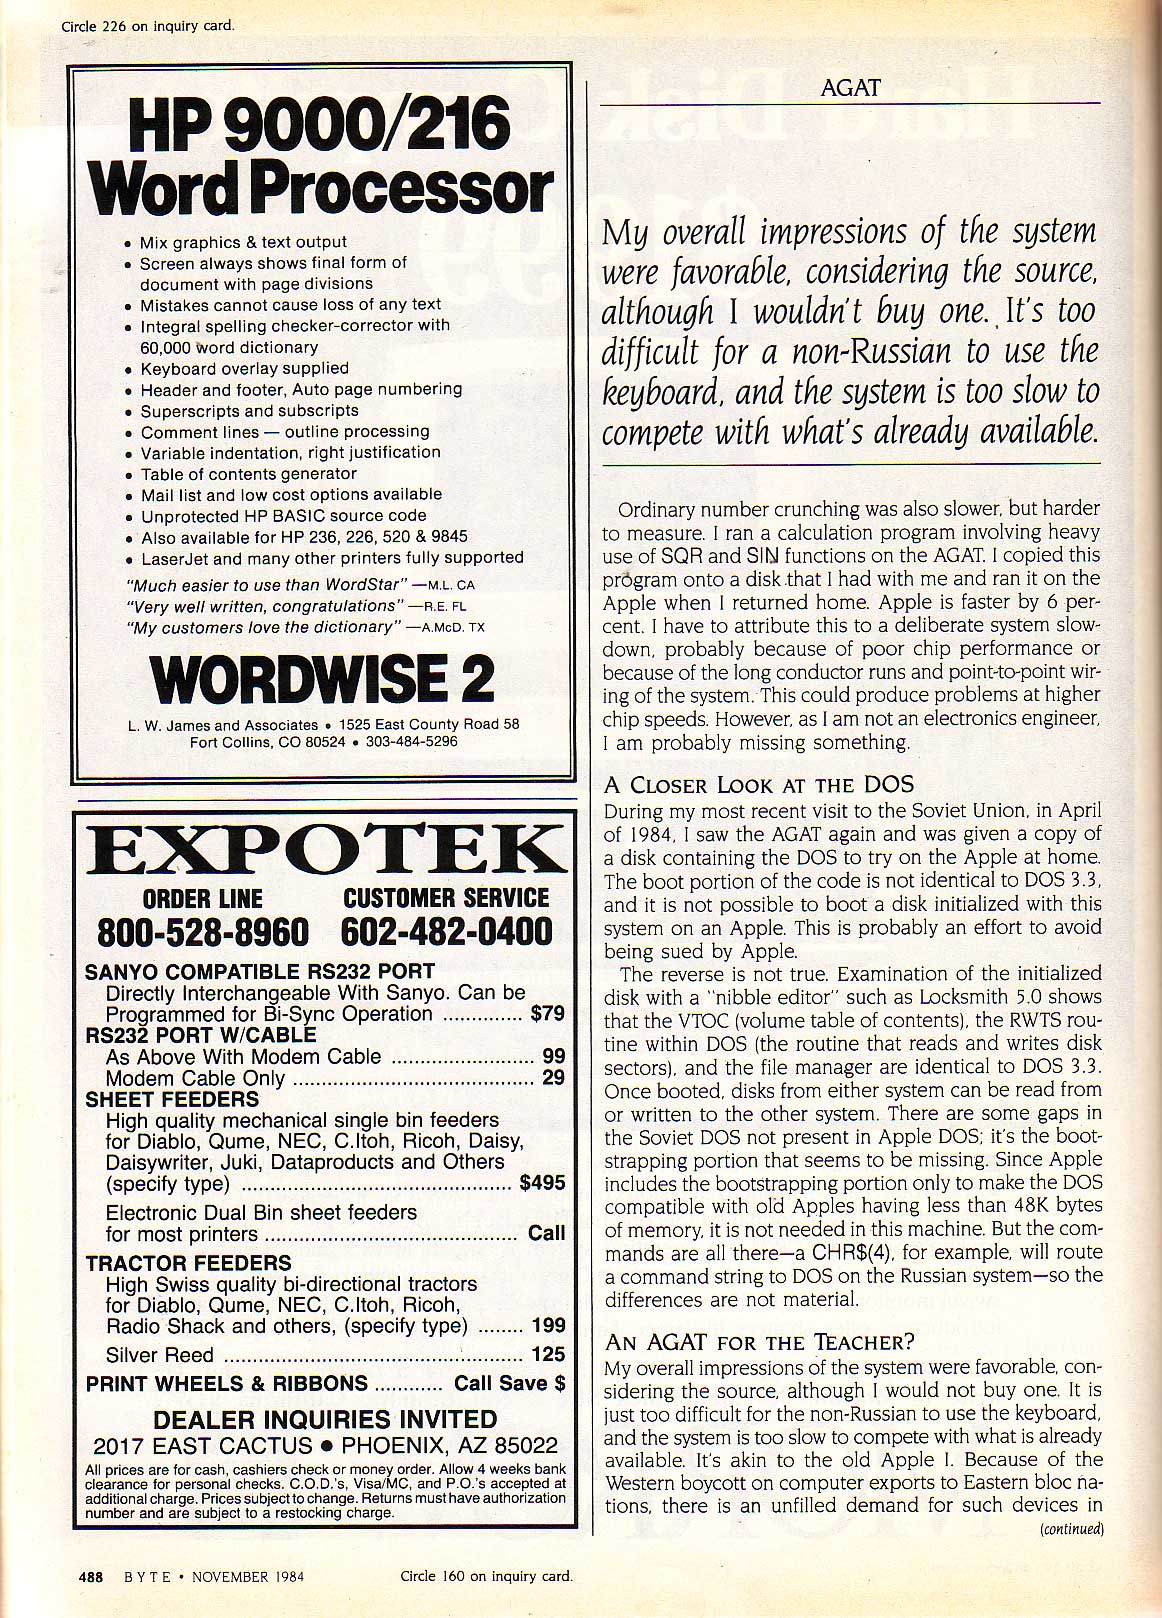 Circle 226 on inquiry card.
HP 9000/216
Word Processor
• Mix graphics & text output
• Screen always shows final form of
document with page divisions
• Mistakes cannot cause loss of any text
• Integral spelling checker-corrector with
60,000 word dictionary
• Keyboard overlay supplied
• Header and footer, Auto page numbering
• Superscripts and subscripts
• Comment lines — outline processing
• Variable indentation, right justification
• Table of contents generator
• Mail list and low cost options available
• Unprotected HP BASIC source code
• Also available for HP 236, 226, 520 & 9845
• LaserJet and many other printers fully supported
"Much easier to use than WordStar" —M.L. CA
"Very well written, congratulations" —R.E. FL
"My customers love the dictionary" —A.McD. TX
WORDWISE 2
L. W. James and Associates • 1525 East County Road 58
Fort Collins, CO 80524 • 303-484-5296
EXPOTEK
ORDER LINE CUSTOMER SERVICE
800-528-8960 602-482-0400
SANYO COMPATIBLE RS232 PORT
Directly Interchangeable With Sanyo. Can be
Programmed for Bi-Sync Operation .............. $79
RS232 PORT W/CABLE
As Above With Modem Cable ........................ 99
Modem Cable Only ......................................... 29
SHEET FEEDERS
High quality mechanical single bin feeders
for Diablo, Qume, NEC, C.Itoh, Ricoh, Daisy,
Daisywriter, Juki, Dataproducts and Others
(specify type) .............................................. $495
Electronic Dual Bin sheet feeders
for most printers ........................................... Call
TRACTOR FEEDERS
High Swiss quality bi-directional tractors
for Diablo, Qume, NEC, C.Itoh, Ricoh,
Radio Shack and others, (specify type) ........ 199
Silver Reed ................................................... 125
PRINT WHEELS & RIBBONS ............ Call Save $
DEALER INQUIRIES INVITED
2017 EAST CACTUS • PHOENIX, AZ 85022
All prices are for cash, cashiers check or money order. Allow 4 weeks bank
clearance for personal checks. C.O.D.'s, Visa/MC, and P.O.'s accepted at
additional charge. Prices subject to change. Returns must have authorization
number and are subject to a restocking charge.
AGAT
My overall impressions of the system
were favorable, considering the source,
although I wouldn't buy one. It's too
difficult for a non-Russian to use the
keyboard, and the system is too slow to
compete with what's already available.
Ordinary number crunching was also slower, but harder
to measure. I ran a calculation program involving heavy
use of SQR and SIN functions on the AGAT. I copied this
program onto a disk that I had with me and ran it on the
Apple when I returned home. Apple is faster by 6 per-
cent. I have to attribute this to a deliberate system slow-
down, probably because of poor chip performance or
because of the long conductor runs and point-to-point wir-
ing of the system. This could produce problems at higher
chip speeds. However, as I am not an electronics engineer,
I am probably missing something.
A CLOSER LOOK AT THE DOS
During my most recent visit to the Soviet Union, in April
of 1984, I saw the AGAT again and was given a copy of
a disk containing the DOS to try on the Apple at home.
The boot portion of the code is not identical to DOS 3.3,
and it is not possible to boot a disk initialized with this
system on an Apple. This is probably an effort to avoid
being sued by Apple.
The reverse is not true. Examination of the initialized
disk with a "nibble editor" such as Locksmith 5.0 shows
that the VTOC (volume table of contents), the RWTS rou-
tine within DOS (the routine that reads and writes disk
sectors), and the file manager are identical to DOS 3.3.
Once booted, disks from either system can be read from
or written to the other system. There are some gaps in
the Soviet DOS not present in Apple DOS; it's the boot-
strapping portion that seems to be missing. Since Apple
includes the bootstrapping portion only to make the DOS
compatible with old Apples having less than 48K bytes
of memory, it is not needed in this machine. But the com-
mands are all there—a CHR$(4), for example, will route
a command string to DOS on the Russian system—so the
differences are not material.
AN AGAT FOR THE TEACHER?
My overall impressions of the system were favorable, con-
sidering the source, although I would not buy one. It is
just too difficult for the non-Russian to use the keyboard,
and the system is too slow to compete with what is already
available. It's akin to the old Apple I. Because of the
Western boycott on computer exports to Eastern bloc na-
tions, there is an unfilled demand for such devices in
(continued)
488 BYTE • NOVEMBER 1984 Circle 160 on inquiry card.